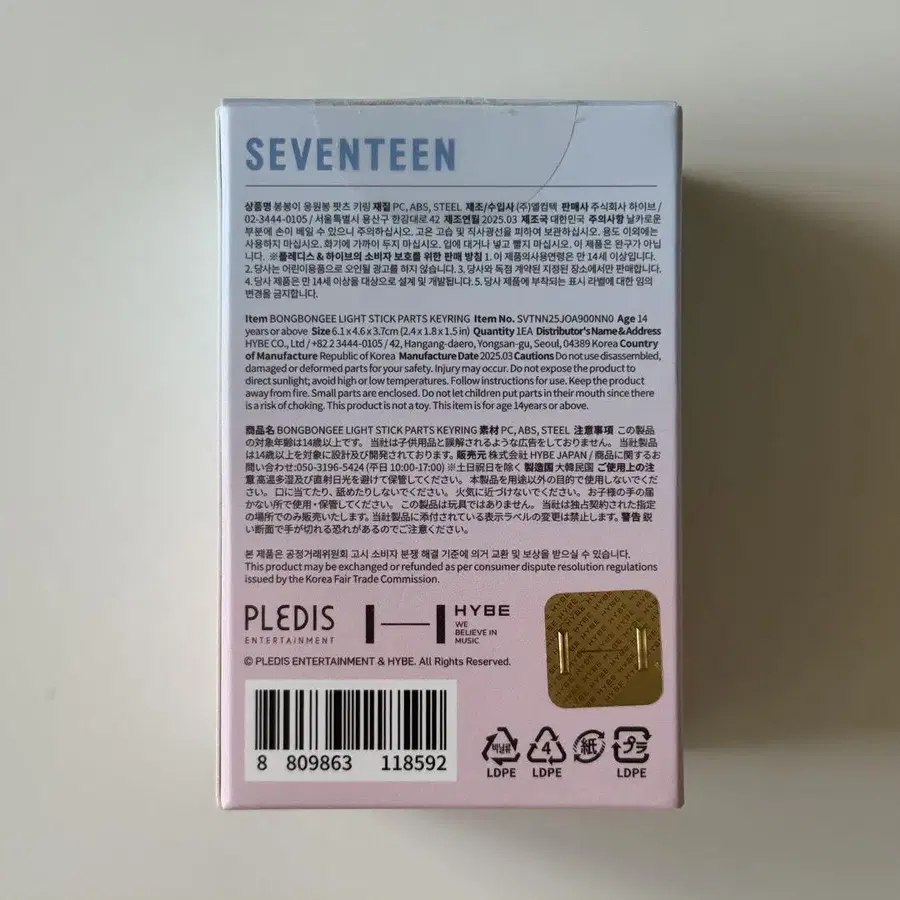 SEVENTEEN
상품명 봉봉이 응원봉 팟츠 키링 재질 PC, ABS, STEEL 제조/수입사 (주)엘컴텍 판매사 주식회사 하이브 /
02-3444-0105 / 서울특별시 용산구 한강대로 42 제조연월 2025.03 제조국 대한민국 주의사항 날카로운
부분에 손이 베일 수 있으니 주의하십시오. 고온 고습 및 직사광선을 피하여 보관하십시오. 용도 이외에는
사용하지 마십시오. 화기에 가까이 두지 마십시오. 입에 대거나 넣고 빨지 마십시오. 이 제품은 완구가 아닙
니다. ※플레디스 & 하이브의 소비자 보호를 위한 판매 방침 1. 이 제품의사용연령은 만 14세 이상입니다.
2. 당사는 어린이용품으로 오인될 광고를 하지 않습니다. 3. 당사와 독점 계약된 지정된 장소에서만 판매합니다.
4. 당사 제품은 만 14세 이상을 대상으로 설계 및 개발됩니다. 5. 당사 제품에 부착되는 표시 라벨에 대한 임의
변경을 금지합니다.
Item BONGBONGEE LIGHT STICK PARTS KEYRING Item No. SVTNN25JOA900NN0 Age 14
years or above Size 6.1 x 4.6 x 3.7cm (2.4 x 1.8 x 1.5 in) Quantity 1EA Distributor's Name & Address
HYBE CO., Ltd / +82 2 3444-0105 / 42, Hangang-daero, Yongsan-gu, Seoul, 04389 Korea Country
of Manufacture Republic of Korea Manufacture Date 2025.03 Cautions Do not use disassembled,
damaged or deformed parts for your safety. Injury may occur. Do not expose the product to
direct sunlight; avoid high or low temperatures. Follow instructions for use. Keep the product
away from fire. Small parts are enclosed. Do not let children put parts in their mouth since there
is a risk of choking. This product is not a toy. This item is for age 14years or above.
商品名 BONGBONGEE LIGHT STICK PARTS KEYRING 素材 PC, ABS, STEEL 注意事項 この製品
の対象年齢は14歳以上です。 当社は子供用品と誤解されるような広告をしておりません。 当社製品
は14歳以上を対象に設計及び開発されております。 販売元 株式会社 HYBE JAPAN / 商品に関するお
問い合わせ:050-3196-5424 (平日 10:00-17:00) ※土日祝日を除く 製造国 大韓民国 ご使用上の注
意 高温多湿及び直射日光を避けて保管してください。 本製品を用途以外の目的で使用しないでくだ
さい。 口に当てたり、舐めたりしないでください。 火気に近づけないでください。 お子様の手の届
かない所で使用・保管してください。 この製品は玩具ではありません。 当社は独占契約された指定
の場所でのみ販売いたします。当社製品に添付されている表示ラベルの変更は禁止します。 警告 鋭
い断面で手が切れる恐れがあるのでご注意ください。
본 제품은 공정거래위원회 고시 소비자 분쟁 해결 기준에 의거 교환 및 보상을 받으실 수 있습니다.
This product may be exchanged or refunded as per consumer dispute resolution regulations
issued by the Korea Fair Trade Commission.
PLEDIS
ENTERTAINMENT
HYBE
WE
BELIEVE IN
MUSIC
© PLEDIS ENTERTAINMENT & HYBE. All Rights Reserved.
HYBE HYBE HYBE
8 809863 118592
비닐류
LDPE
4
LDPE
紙
プラ
LDPE